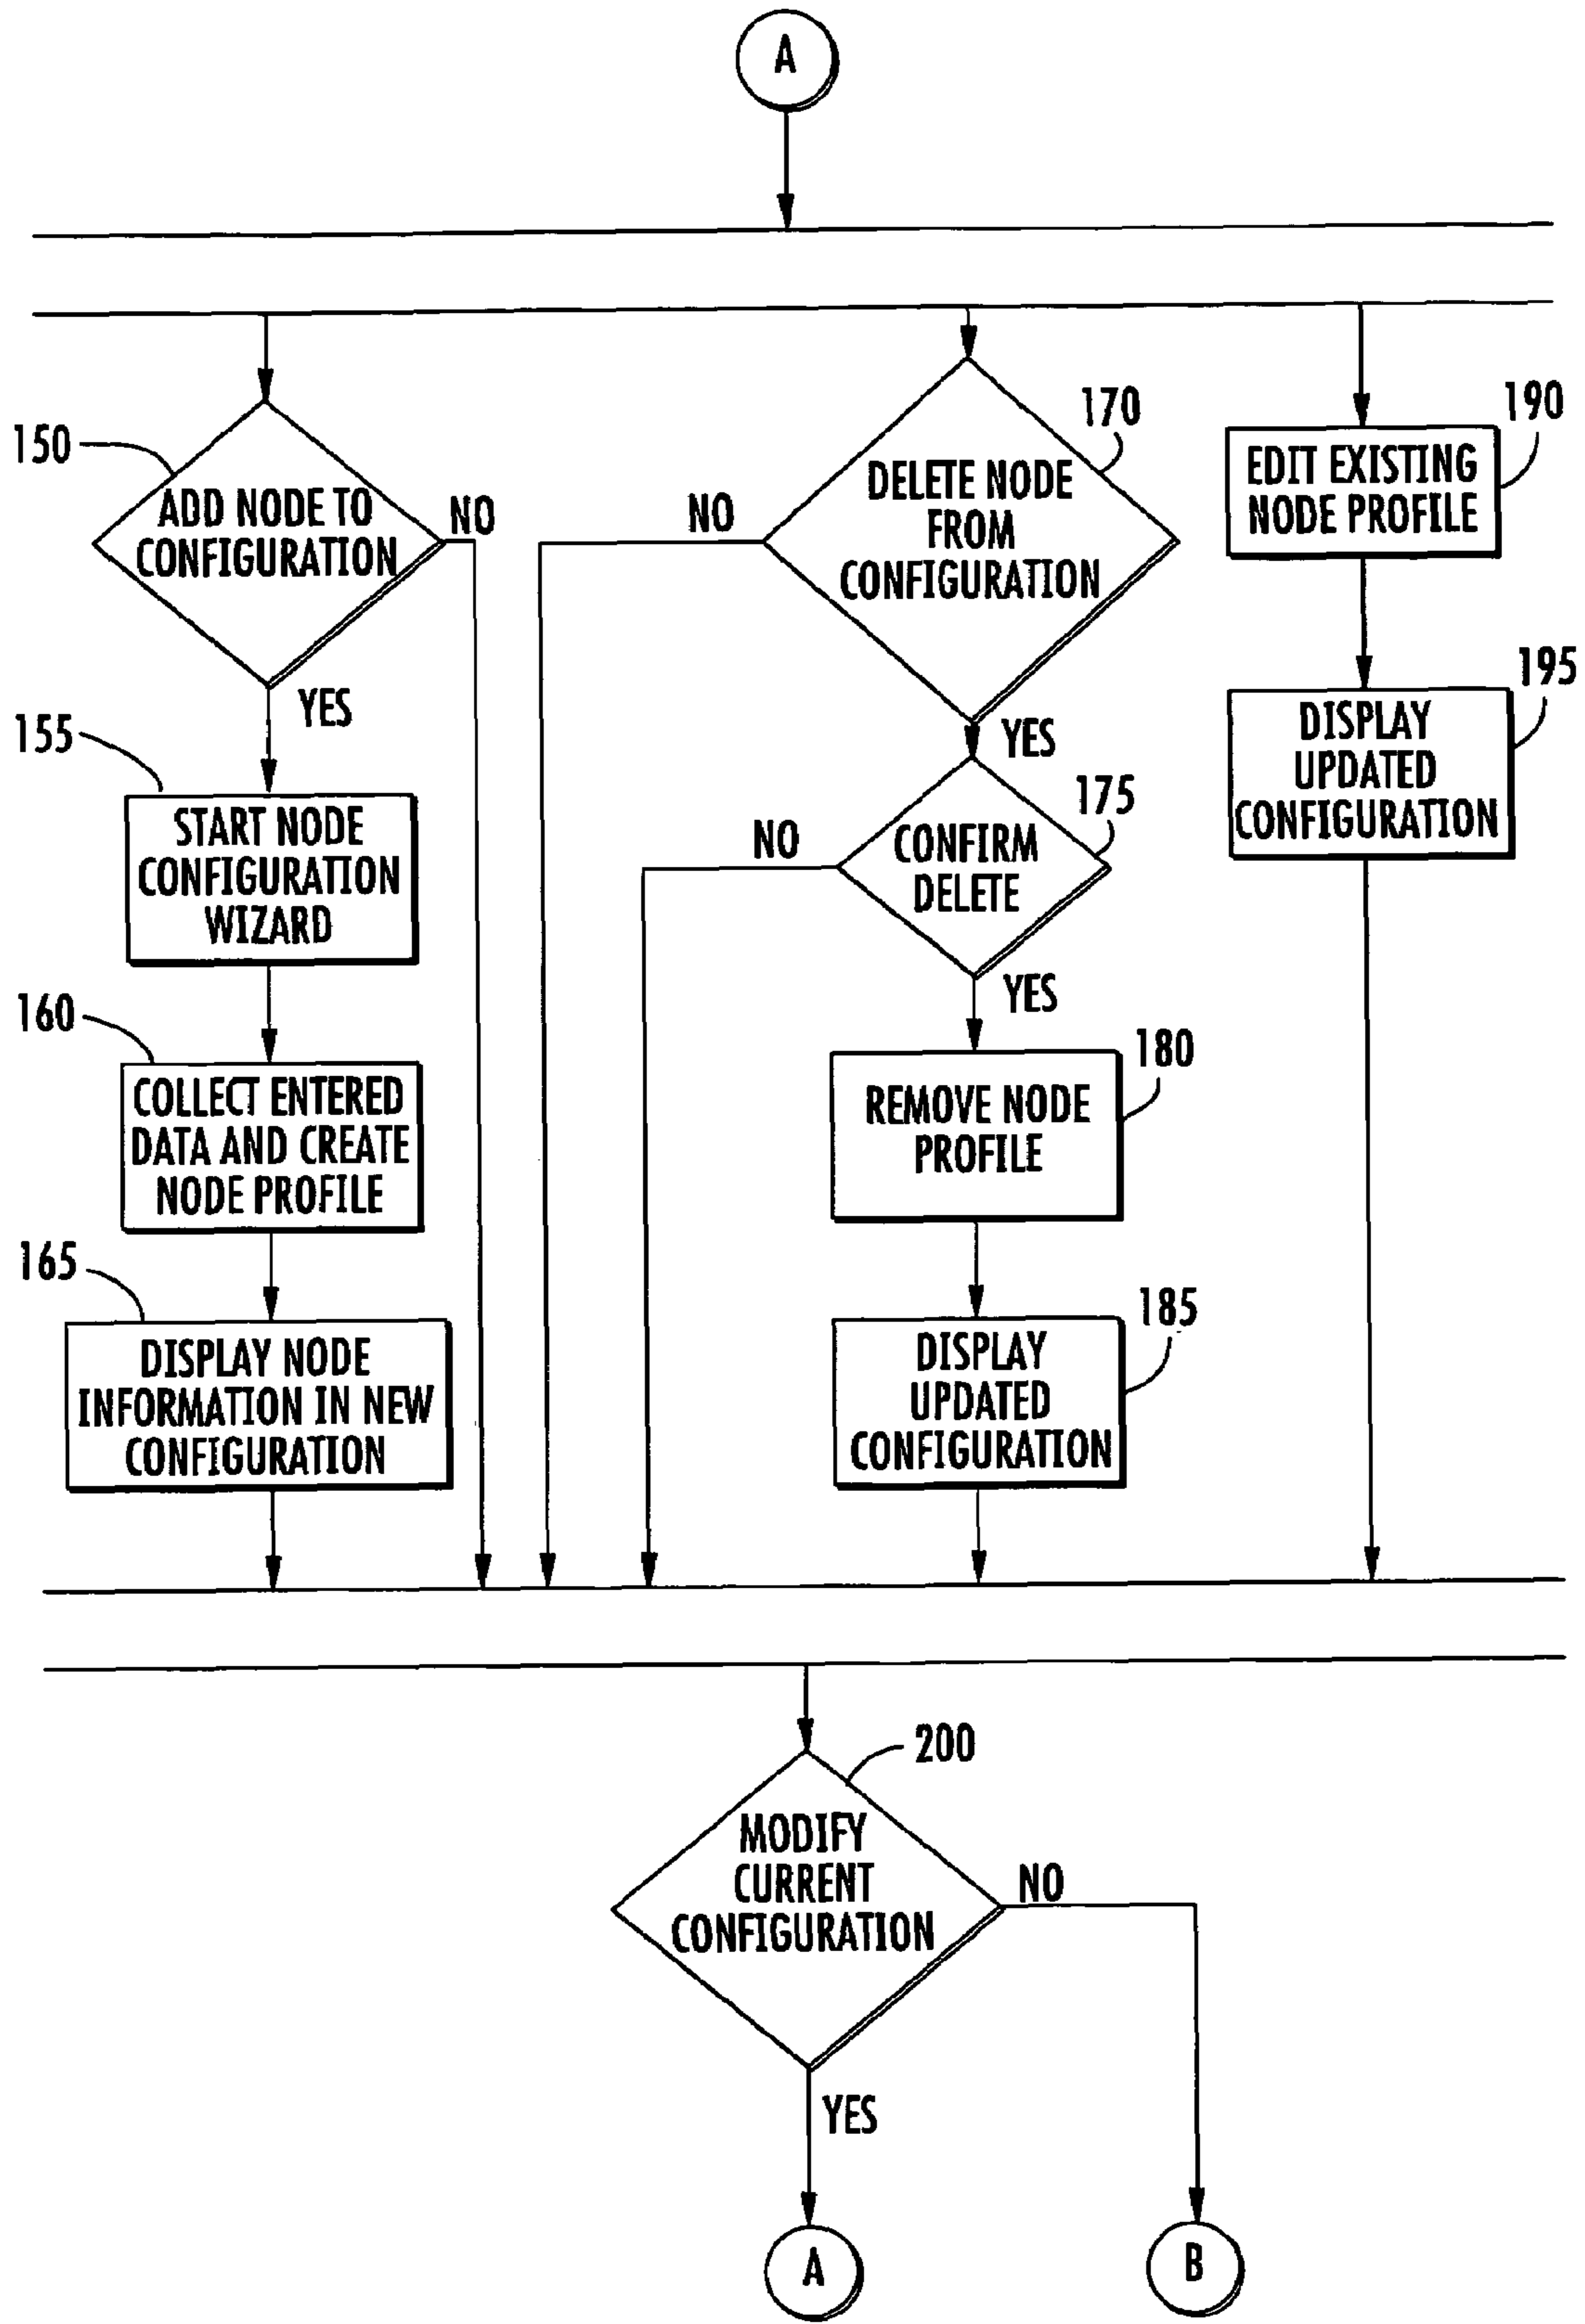 A
150
ADD NODE TO
CONFIGURATION
NO
YES
155
START NODE
CONFIGURATION
WIZARD
160
COLLECT ENTERED
DATA AND CREATE
NODE PROFILE
165
DISPLAY NODE
INFORMATION IN NEW
CONFIGURATION
170
DELETE NODE
FROM
CONFIGURATION
NO
YES
175
CONFIRM
DELETE
NO
YES
180
REMOVE NODE
PROFILE
185
DISPLAY
UPDATED
CONFIGURATION
190
EDIT EXISTING
NODE PROFILE
195
DISPLAY
UPDATED
CONFIGURATION
200
MODIFY
CURRENT
CONFIGURATION
NO
YES
A
B